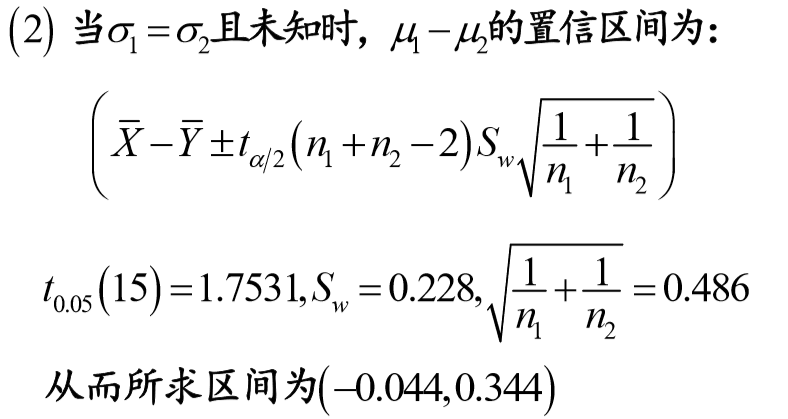 (2) 当σ₁=σ₂且未知时，μ₁−μ₂的置信区间为：
(X̄−Ȳ±t_{α/2}(n₁+n₂−2)S_w√(1/n₁+1/n₂))
t_{0.05}(15)=1.7531,S_w=0.228,√(1/n₁+1/n₂)=0.486
从而所求区间为(−0.044,0.344)